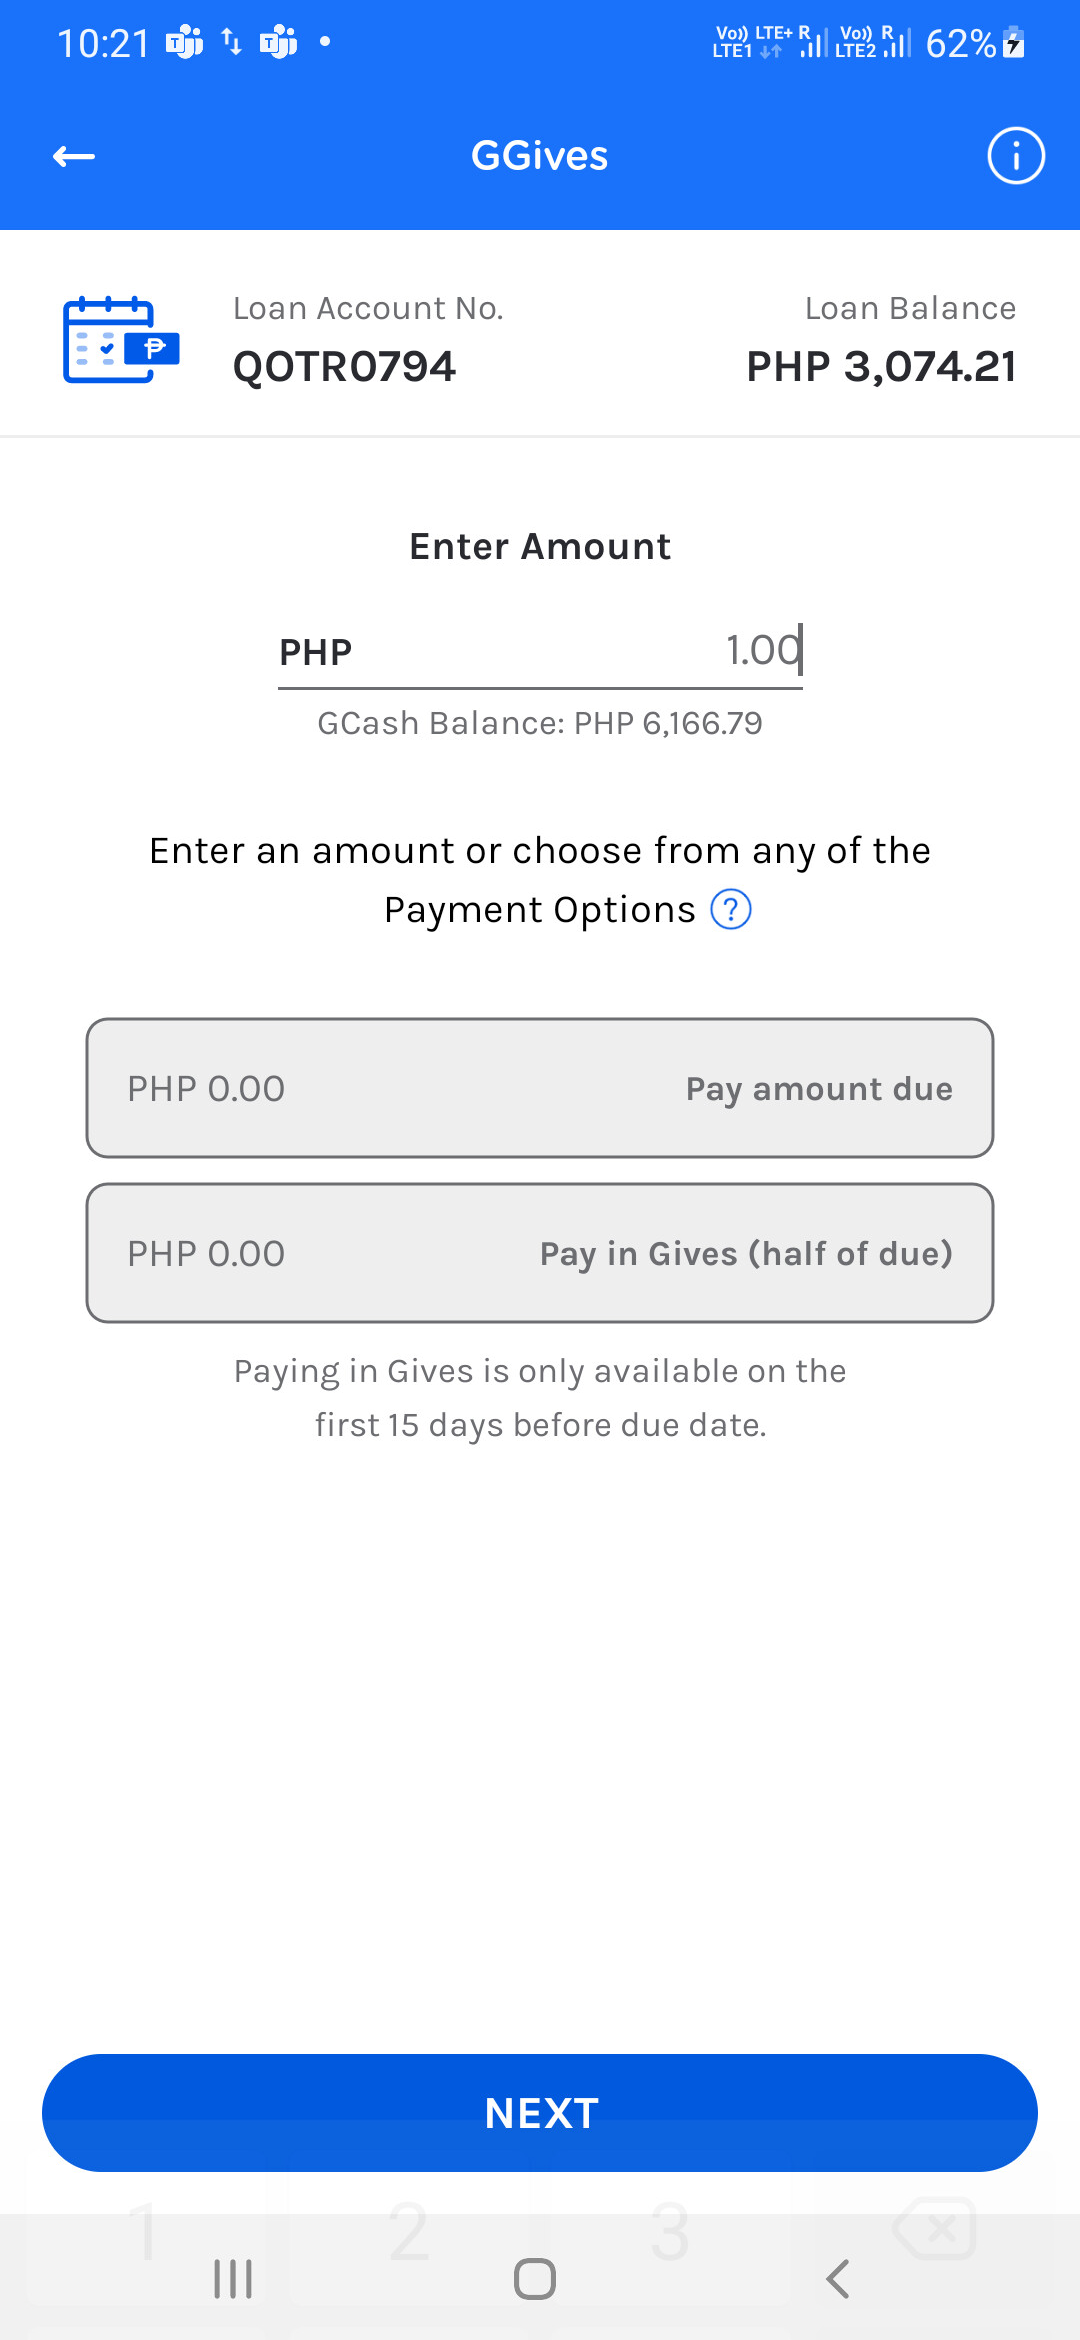 10:21
Vo)) LTE+ R Vo)) R
LTE1 LTE2 62%
GGives
Loan Account No. Loan Balance
QOTR0794 PHP 3,074.21
Enter Amount
PHP 1.00
GCash Balance: PHP 6,166.79
Enter an amount or choose from any of the
Payment Options ?
PHP 0.00 Pay amount due
PHP 0.00 Pay in Gives (half of due)
Paying in Gives is only available on the
first 15 days before due date.
NEXT
1 2 3